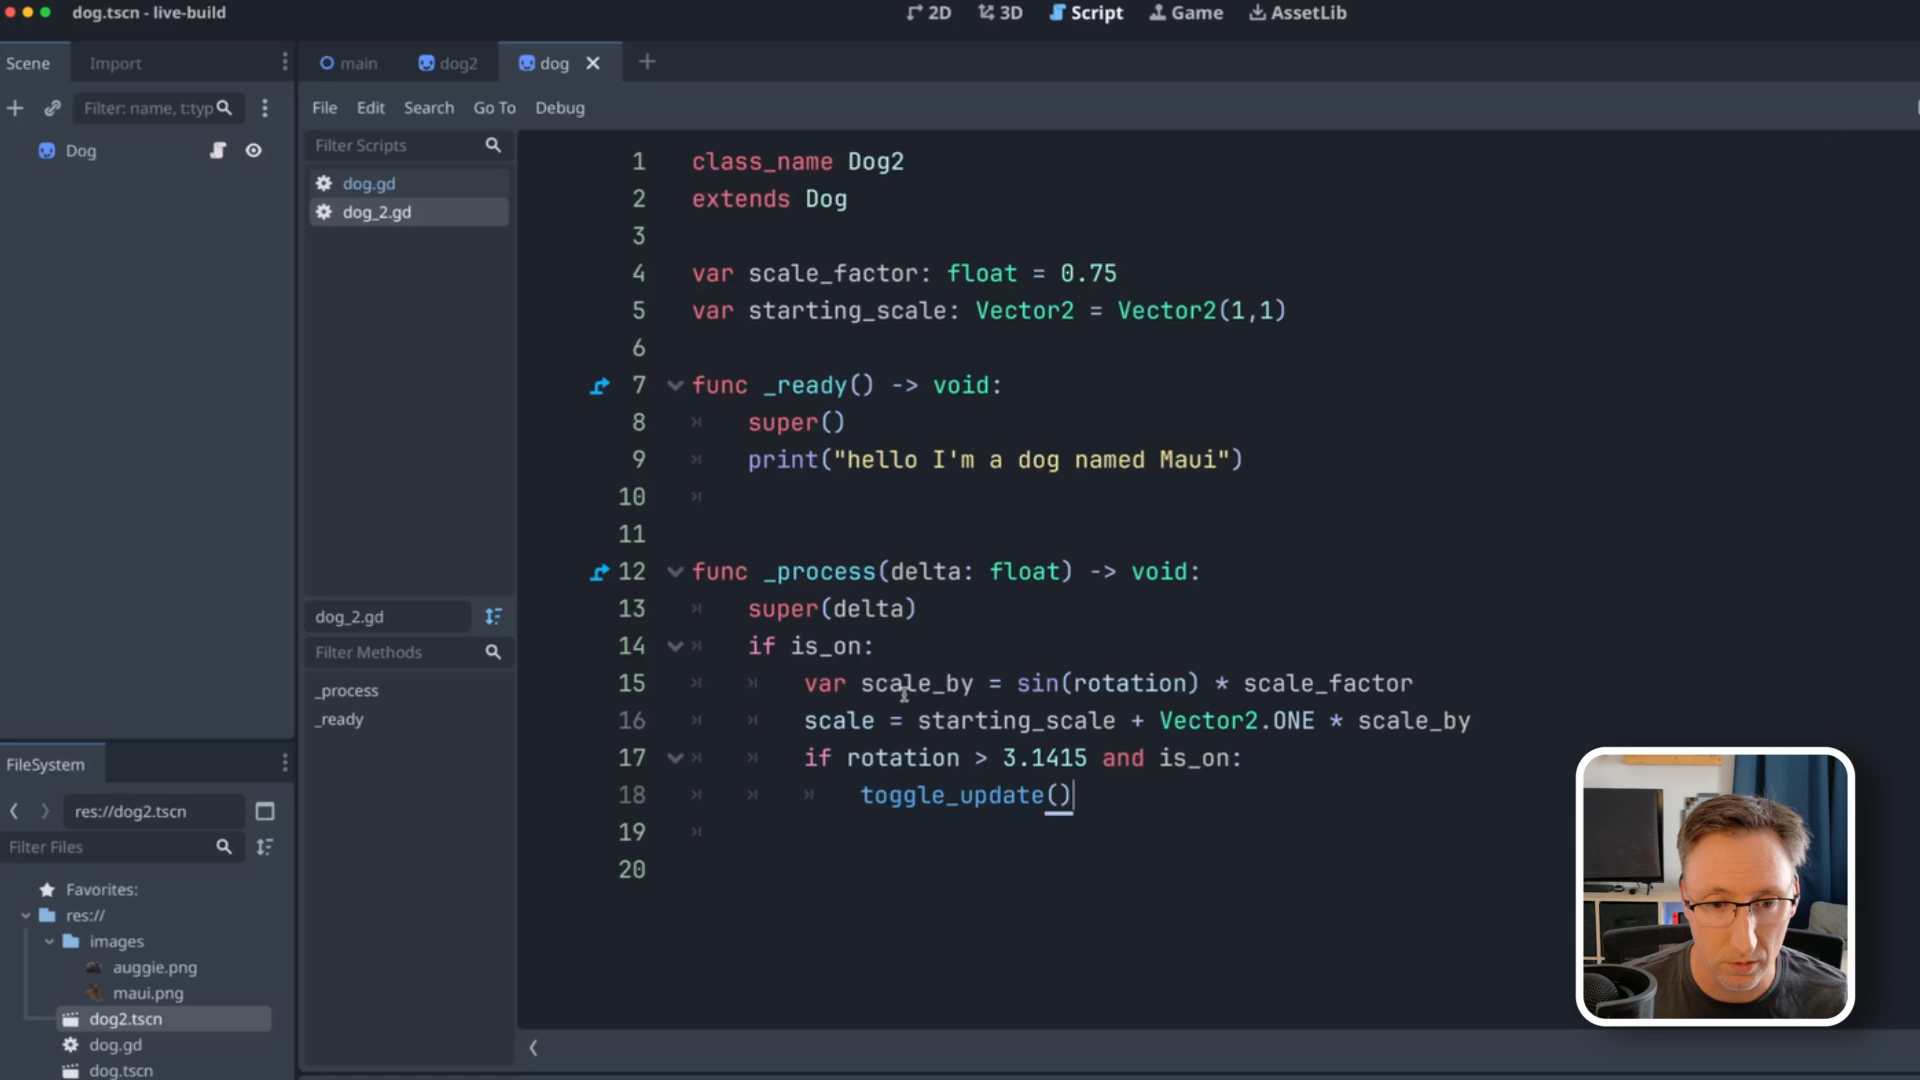 dog.tscn - live-build
2D
3D
Script
Game
AssetLib
Scene
Import
main
dog2
dog
Filter: name, t:typ
File
Edit
Search
Go To
Debug
Dog
Filter Scripts
dog.gd
dog_2.gd
dog_2.gd
Filter Methods
_process
_ready
1 class_name Dog2
2 extends Dog
3
4 var scale_factor: float = 0.75
5 var starting_scale: Vector2 = Vector2(1,1)
6
7 func _ready() -> void:
8 super()
9 print("hello I'm a dog named Maui")
10
11
12 func _process(delta: float) -> void:
13 super(delta)
14 if is_on:
15 var scale_by = sin(rotation) * scale_factor
16 scale = starting_scale + Vector2.ONE * scale_by
17 if rotation > 3.1415 and is_on:
18 toggle_update()
19
20
FileSystem
res://dog2.tscn
Filter Files
Favorites:
res://
images
auggie.png
maui.png
dog2.tscn
dog.gd
dog.tscn